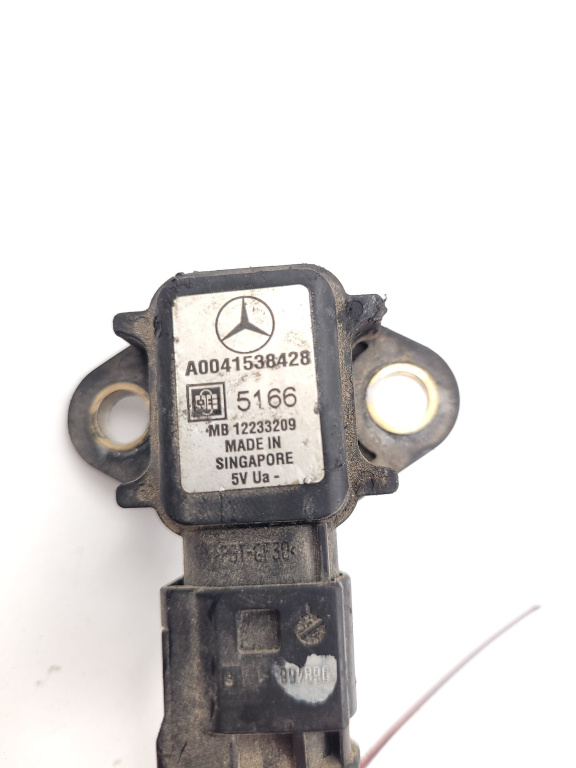 A0041538428
5166
MB 12233209
MADE IN
SINGAPORE
5V Ua -